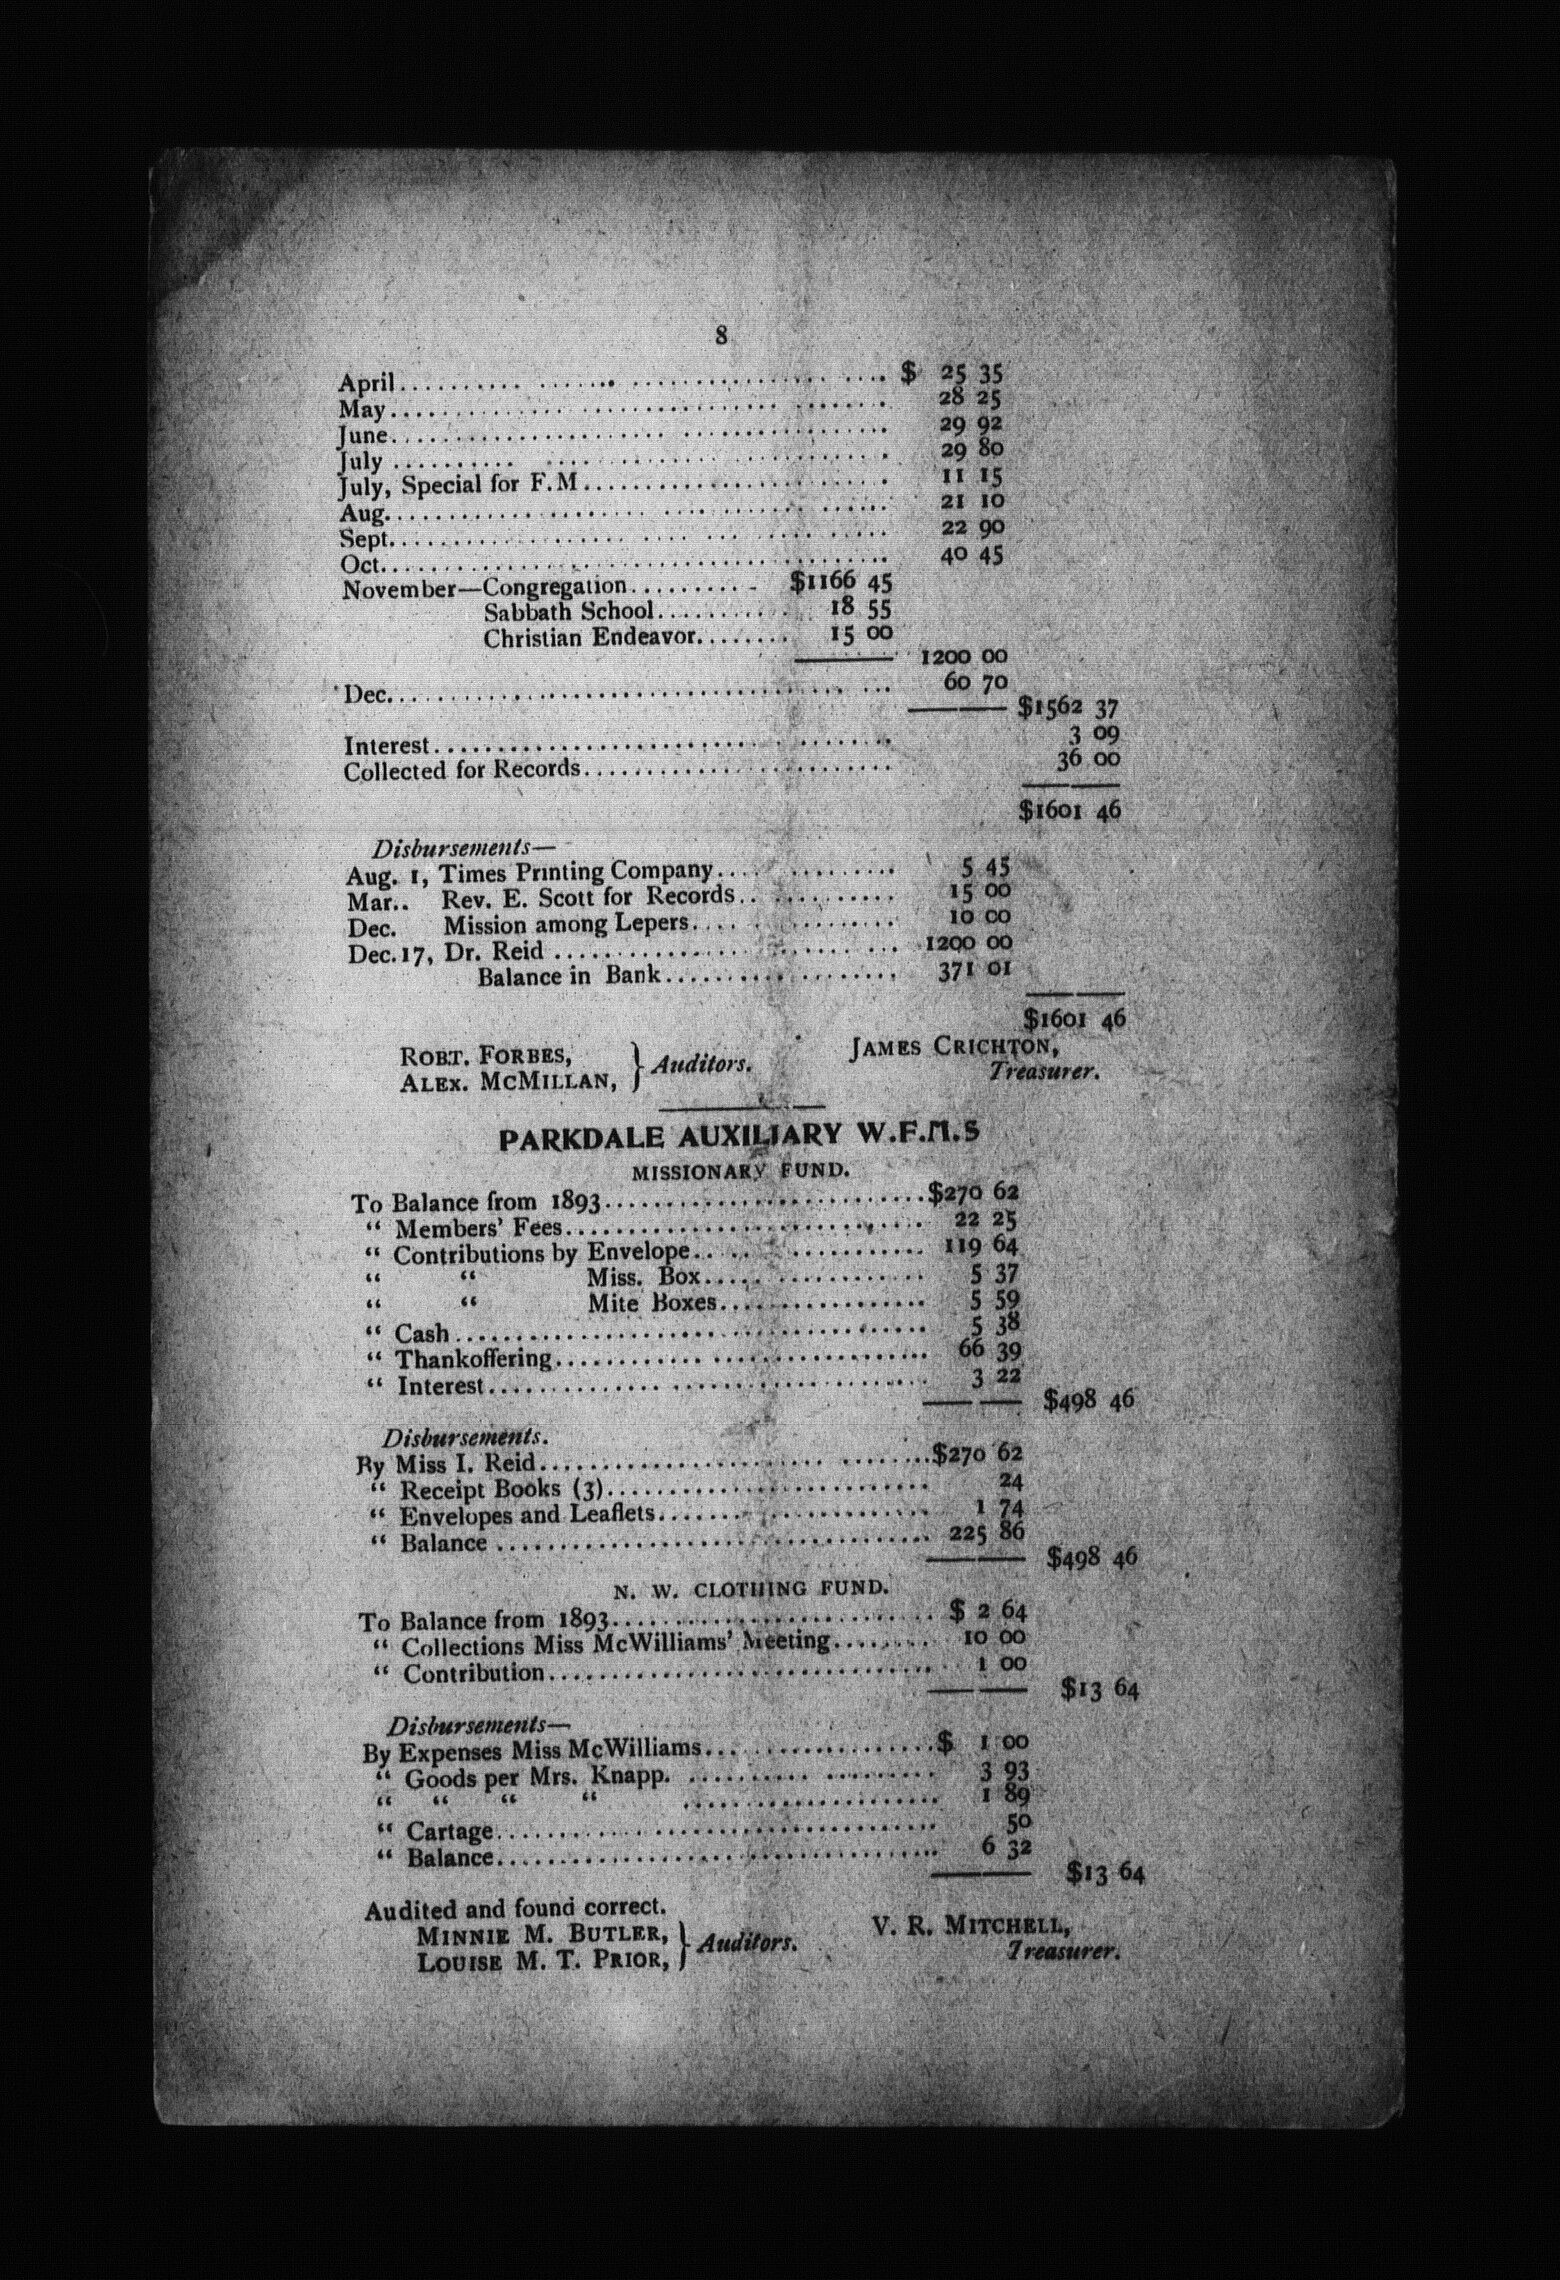 8
April........................................ $ 25 35
May........................................ 28 25
June........................................ 29 92
July ........................................ 29 80
July, Special for F.M........................ 11 15
Aug........................................ 21 10
Sept........................................ 22 90
Oct........................................ 40 45
November—Congregation.......... $1166 45
Sabbath School.......... 18 55
Christian Endeavor........ 15 00
1200 00
Dec........................................ 60 70
$1562 37
Interest.................................... 3 09
Collected for Records........................ 36 00
$1601 46
Disbursements—
Aug. 1, Times Printing Company.............. 5 45
Mar.. Rev. E. Scott for Records............ 15 00
Dec. Mission among Lepers................ 10 00
Dec. 17, Dr. Reid .......................... 1200 00
Balance in Bank.................. 371 01
$1601 46
ROBT. FORBES, } Auditors. JAMES CRICHTON,
ALEX. MCMILLAN, Treasurer.
PARKDALE AUXILIARY W.F.M.S
MISSIONARY FUND.
To Balance from 1893.......................... $270 62
“ Members' Fees............................ 22 25
“ Contributions by Envelope.................. 119 64
“ “ Miss. Box.................. 5 37
“ “ Mite Boxes................. 5 59
“ Cash ..................................... 5 38
“ Thankoffering.............................. 66 39
“ Interest................................... 3 22
$498 46
Disbursements.
By Miss I. Reid............................... $270 62
“ Receipt Books (3).......................... 24
“ Envelopes and Leaflets...................... 1 74
“ Balance .................................. 225 86
$498 46
N. W. CLOTHING FUND.
To Balance from 1893.......................... $ 2 64
“ Collections Miss McWilliams' Meeting........ 10 00
“ Contribution............................... 1 00
$13 64
Disbursements—
By Expenses Miss McWilliams................... $ 1 00
“ Goods per Mrs. Knapp. .................... 3 93
“ “ “ “ .................... 1 89
“ Cartage................................... 50
“ Balance................................... 6 32
$13 64
Audited and found correct.
MINNIE M. BUTLER, } Auditors. V. R. MITCHELL,
LOUISE M. T. PRIOR, Treasurer.